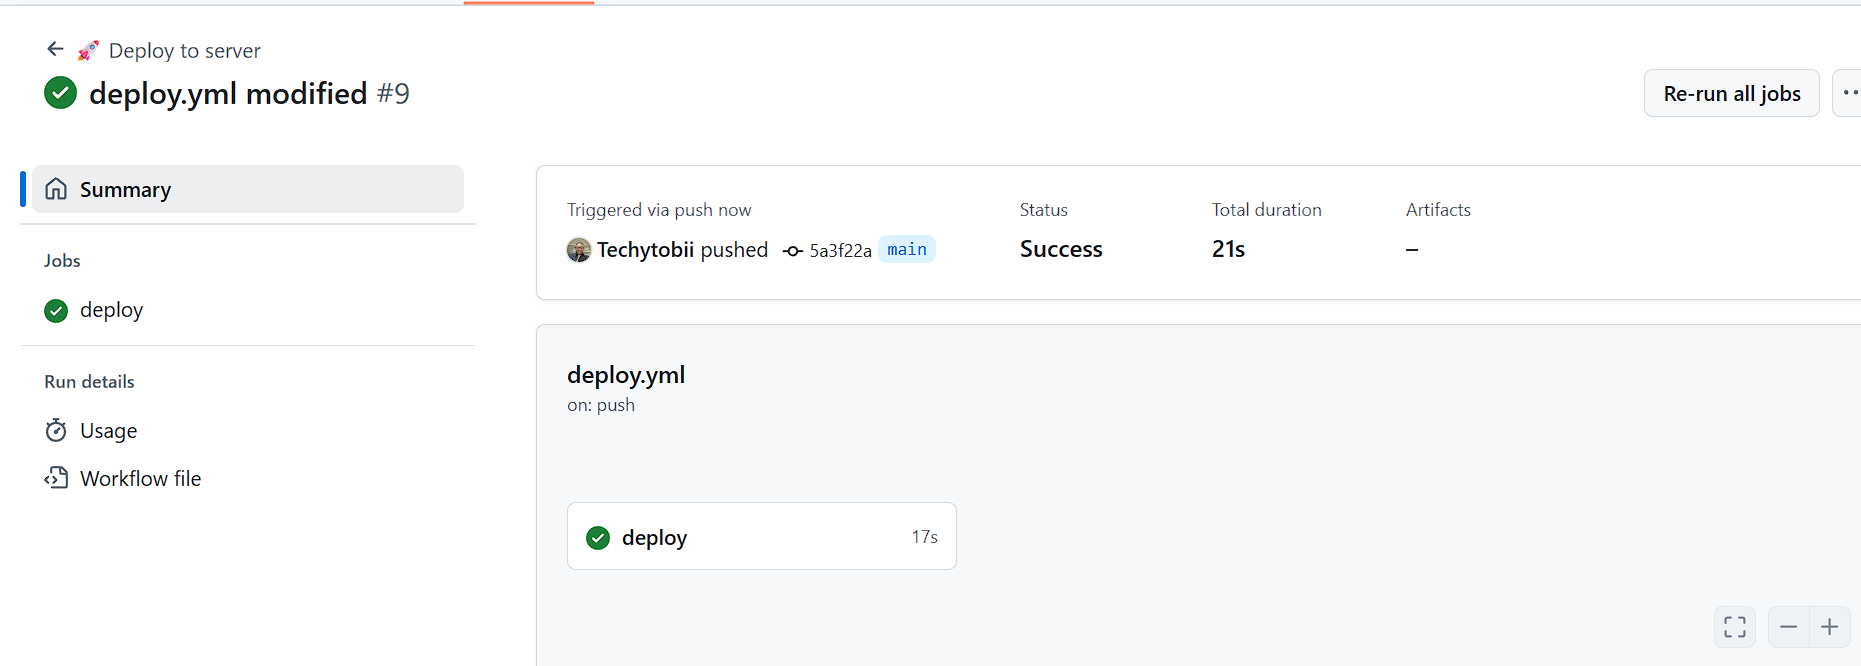 Deploy to server
deploy.yml modified #9
Re-run all jobs
Summary
Jobs
deploy
Run details
Usage
Workflow file
Triggered via push now
Techytobii pushed 5a3f22a main
Status
Success
Total duration
21s
Artifacts
–
deploy.yml
on: push
deploy 17s